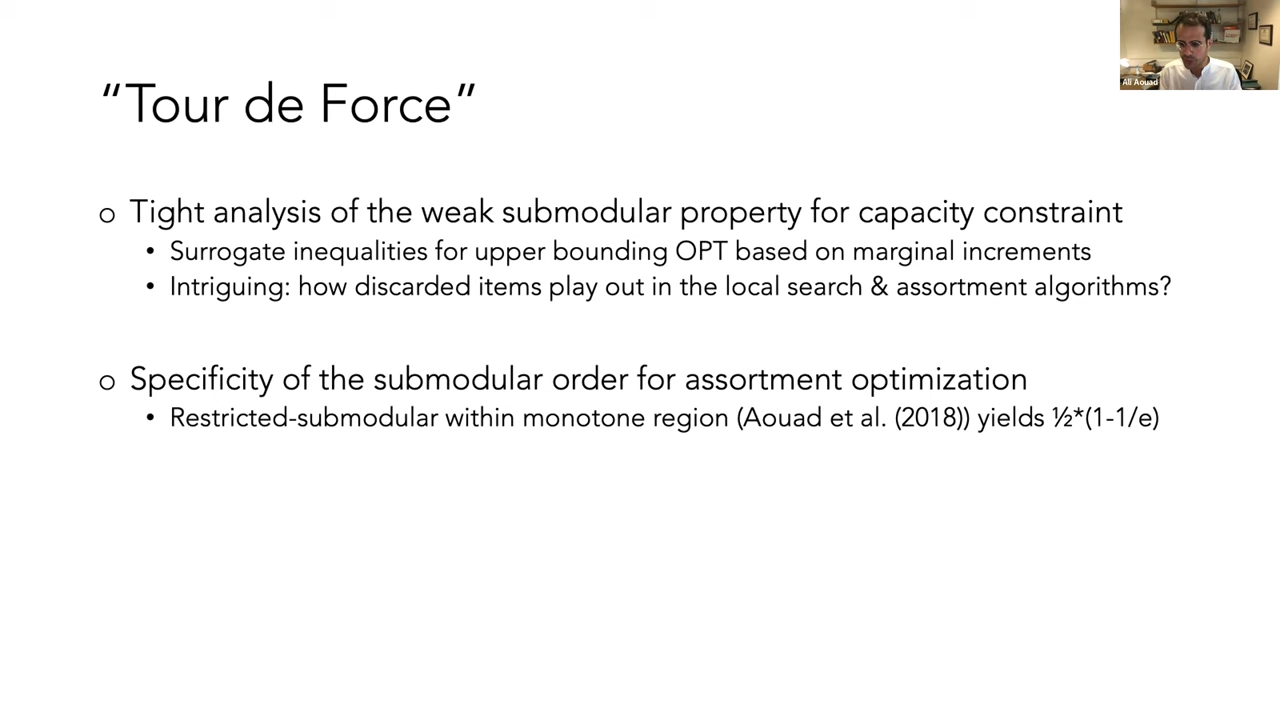 Ali Aouad
“Tour de Force”
o Tight analysis of the weak submodular property for capacity constraint
• Surrogate inequalities for upper bounding OPT based on marginal increments
• Intriguing: how discarded items play out in the local search & assortment algorithms?
o Specificity of the submodular order for assortment optimization
• Restricted-submodular within monotone region (Aouad et al. (2018)) yields ½*(1-1/e)